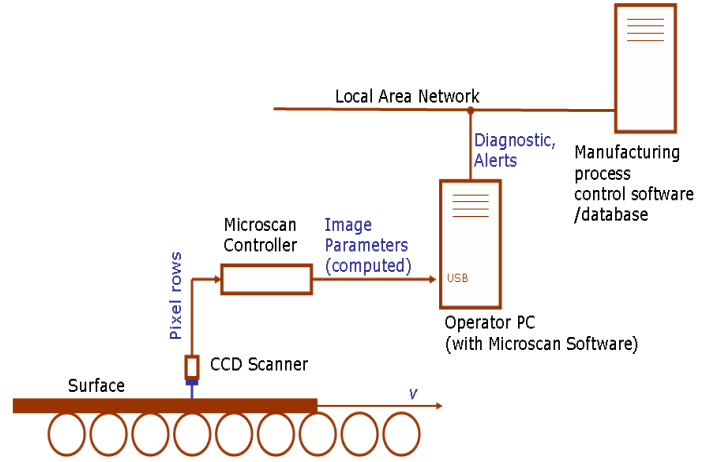 Local Area Network
Diagnostic,
Alerts
Manufacturing
process
control software
/database
Microscan
Controller
Image
Parameters
(computed)
USB
Pixel rows
Operator PC
(with Microscan Software)
CCD Scanner
Surface
v